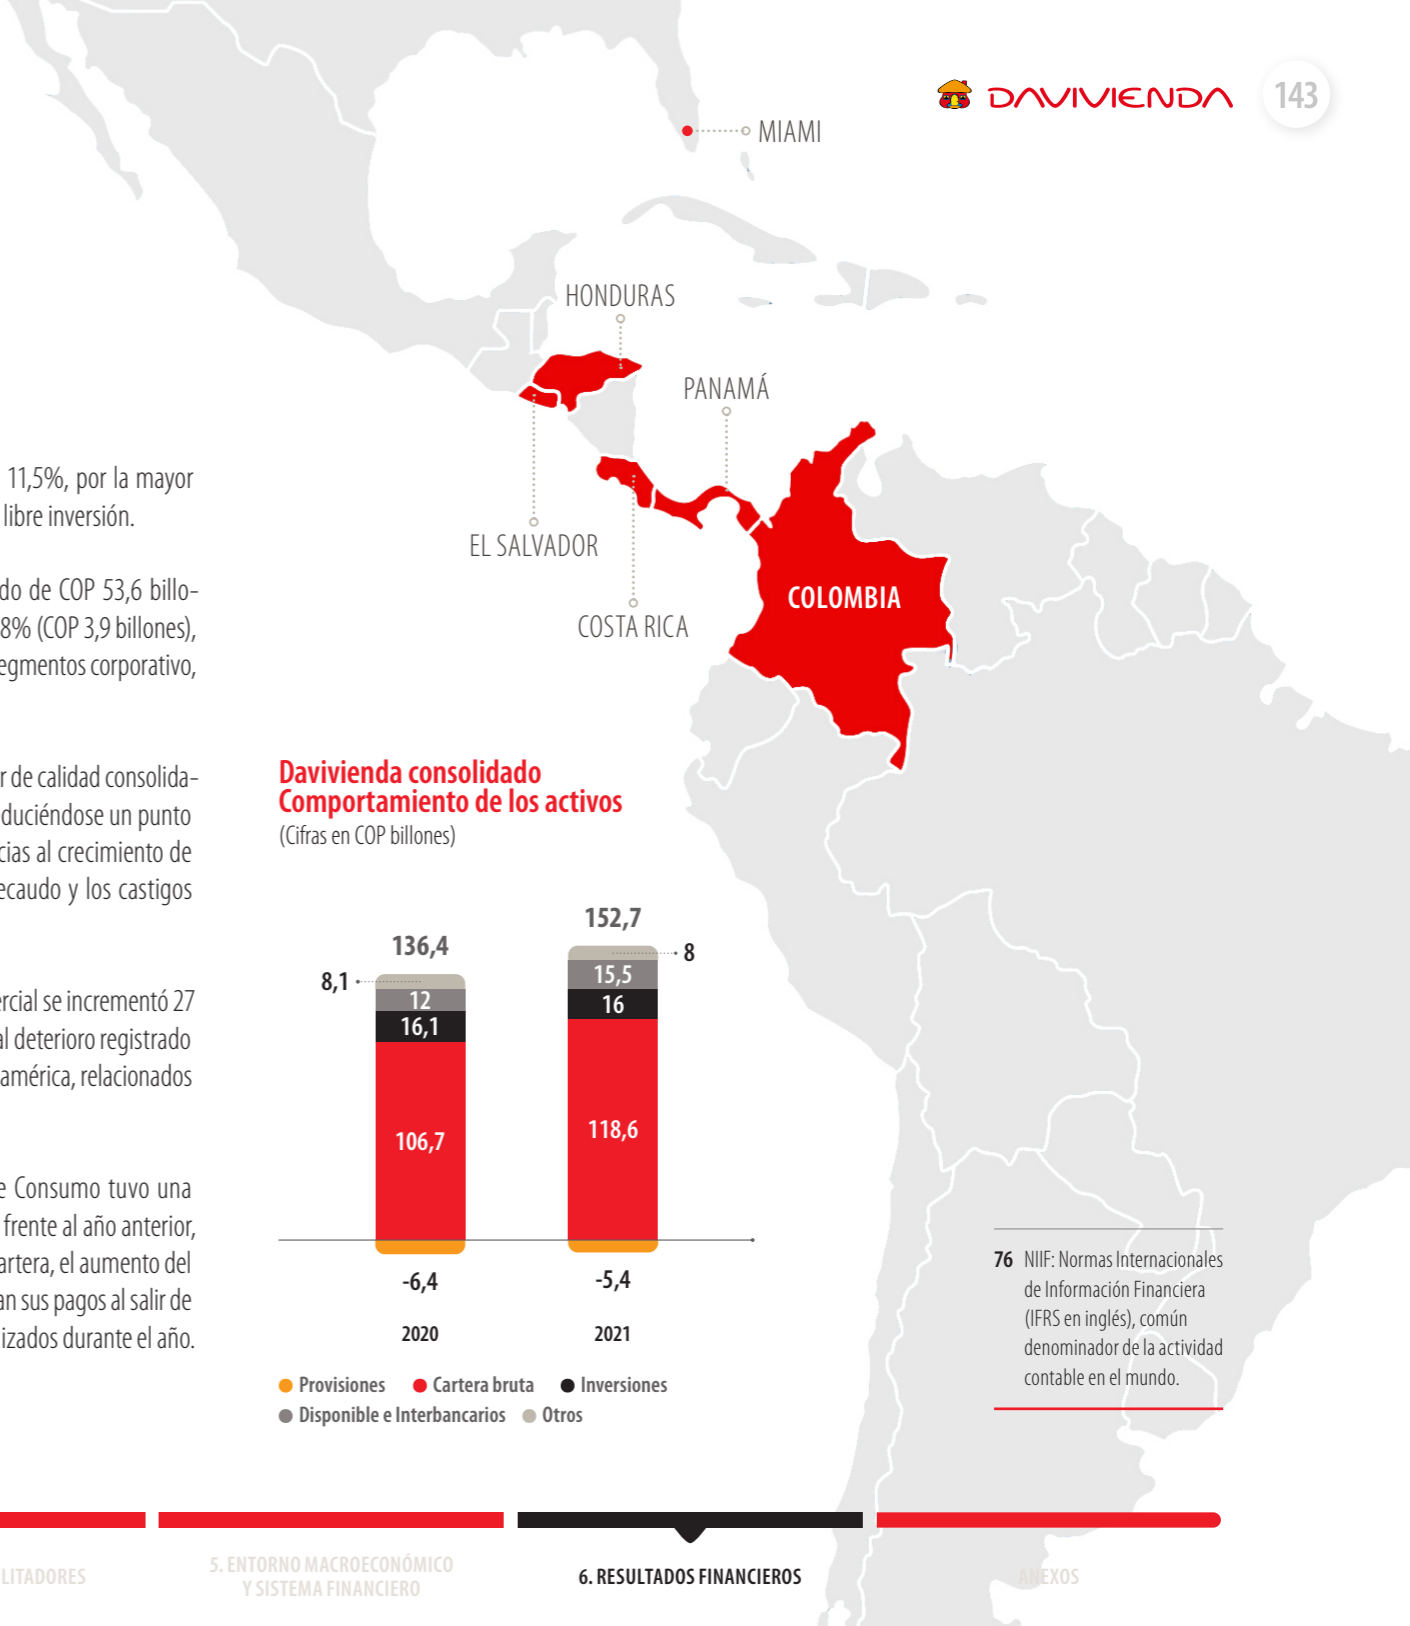 DAVIVIENDA
143
MIAMI
HONDURAS
PANAMÁ
EL SALVADOR
COSTA RICA
COLOMBIA
11,5%, por la mayor
libre inversión.
do de COP 53,6 billo-
8% (COP 3,9 billones),
egmentos corporativo,
r de calidad consolida-
duciéndose un punto
cias al crecimiento de
ecaudo y los castigos
ercial se incrementó 27
al deterioro registrado
américa, relacionados
e Consumo tuvo una
frente al año anterior,
artera, el aumento del
an sus pagos al salir de
izados durante el año.
Davivienda consolidado
Comportamiento de los activos
(Cifras en COP billones)
136,4
8,1
12
16,1
106,7
-6,4
2020
152,7
8
15,5
16
118,6
-5,4
2021
Provisiones Cartera bruta Inversiones
Disponible e Interbancarios Otros
76 NIIF: Normas Internacionales
de Información Financiera
(IFRS en inglés), común
denominador de la actividad
contable en el mundo.
LITADORES
5. ENTORNO MACROECONÓMICO
Y SISTEMA FINANCIERO
6. RESULTADOS FINANCIEROS
ANEXOS